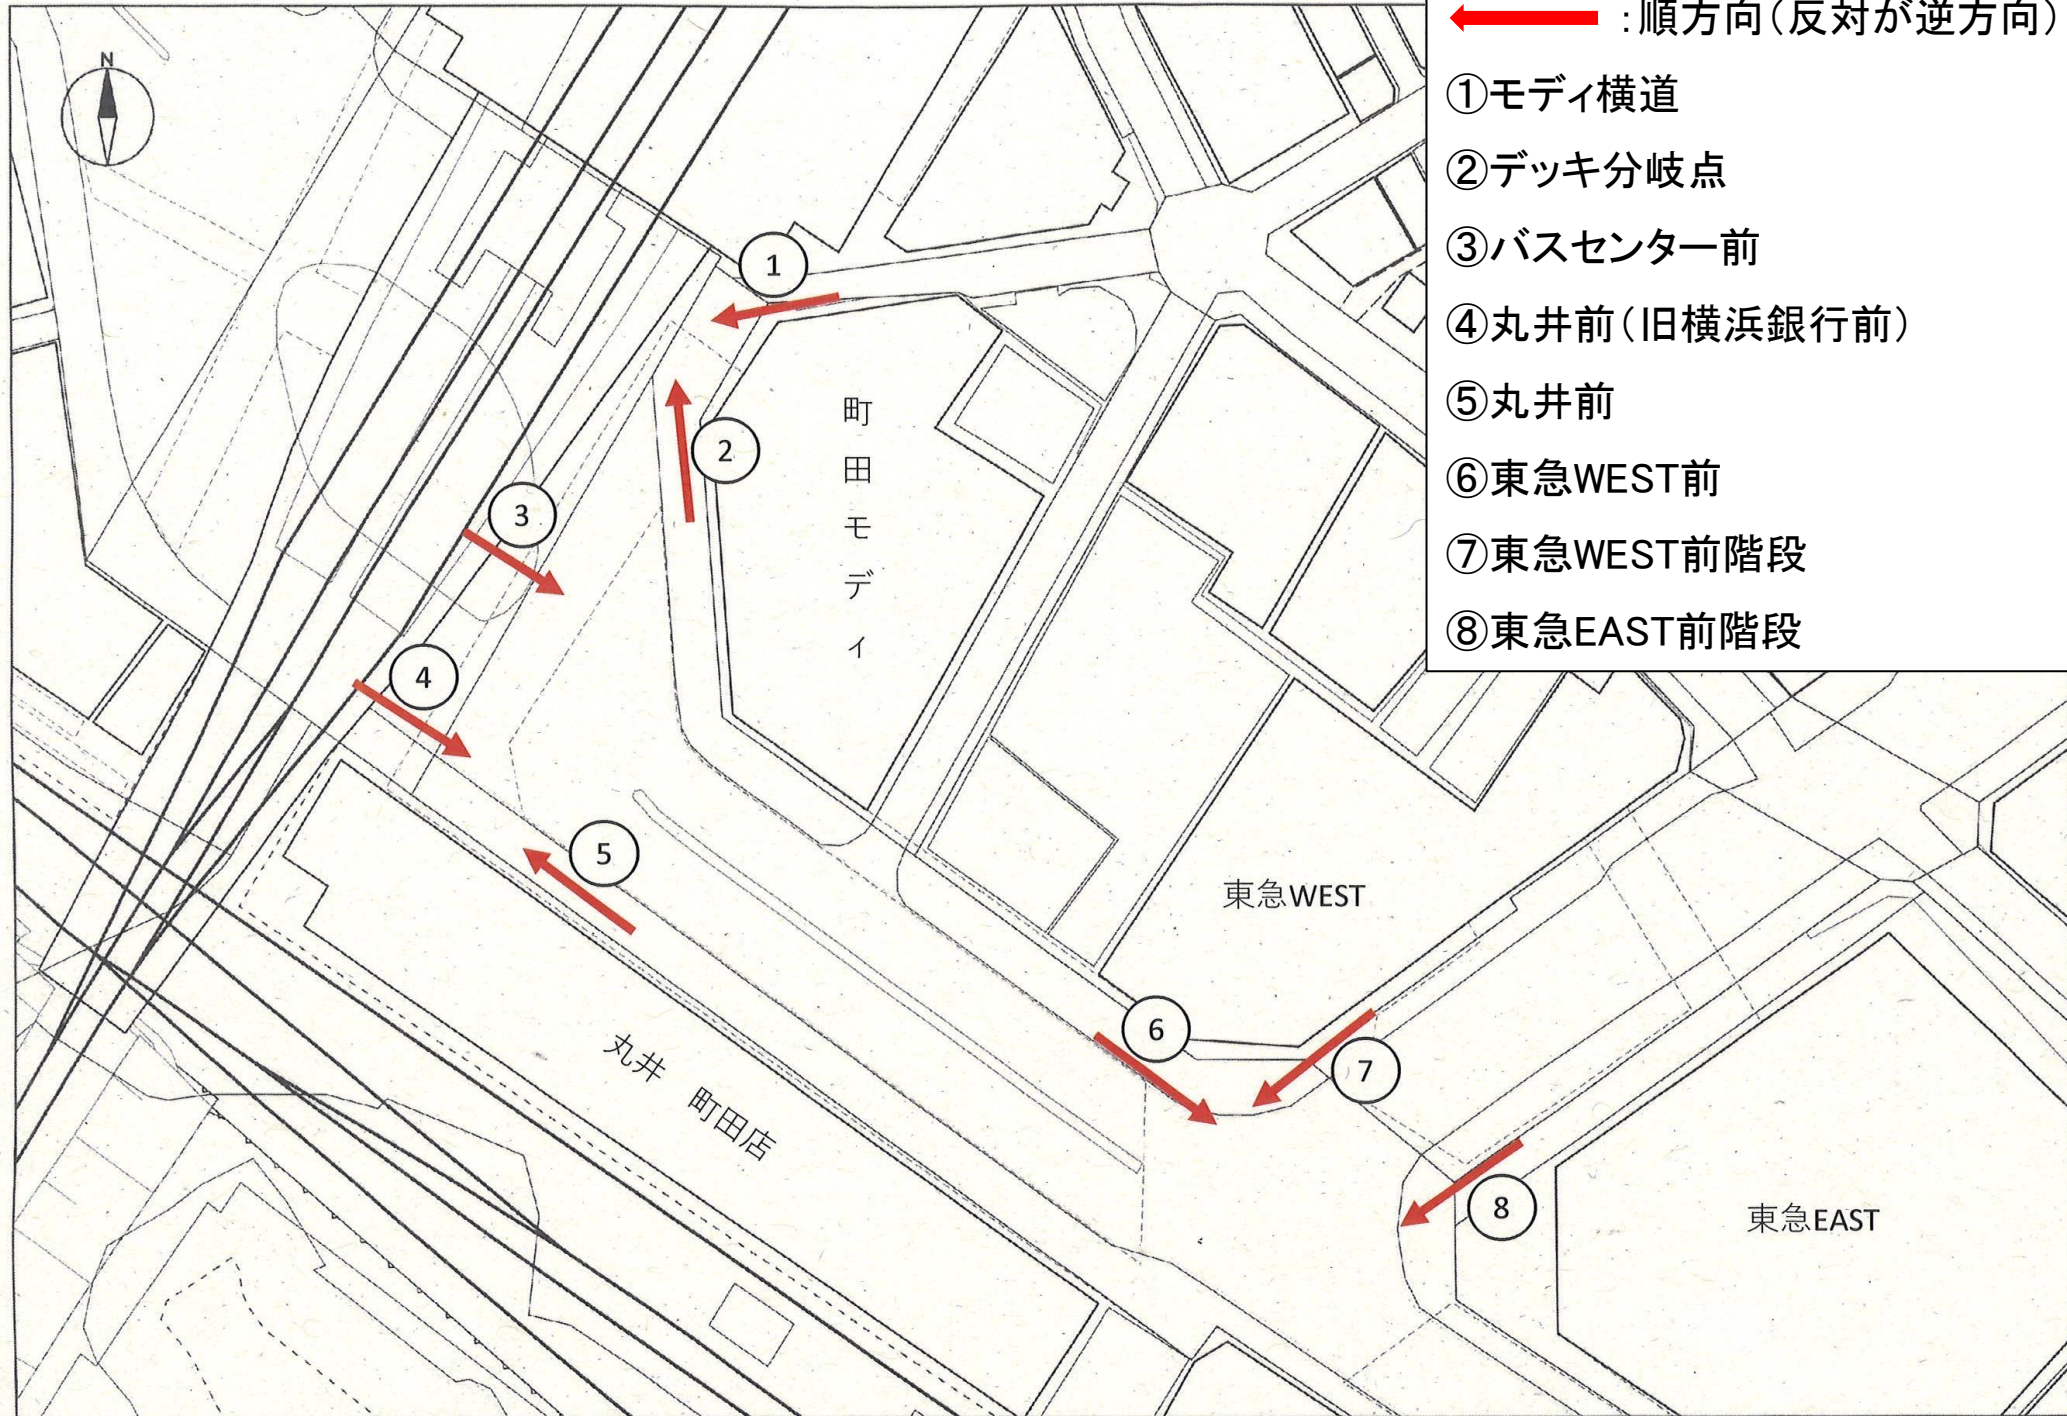 N
:順方向(反対が逆方向)
①モディ横道
②デッキ分岐点
③バスセンター前
④丸井前(旧横浜銀行前)
⑤丸井前
⑥東急WEST前
⑦東急WEST前階段
⑧東急EAST前階段
1
2
町田モディ
3
4
5
東急WEST
6
7
丸井 町田店
8
東急EAST